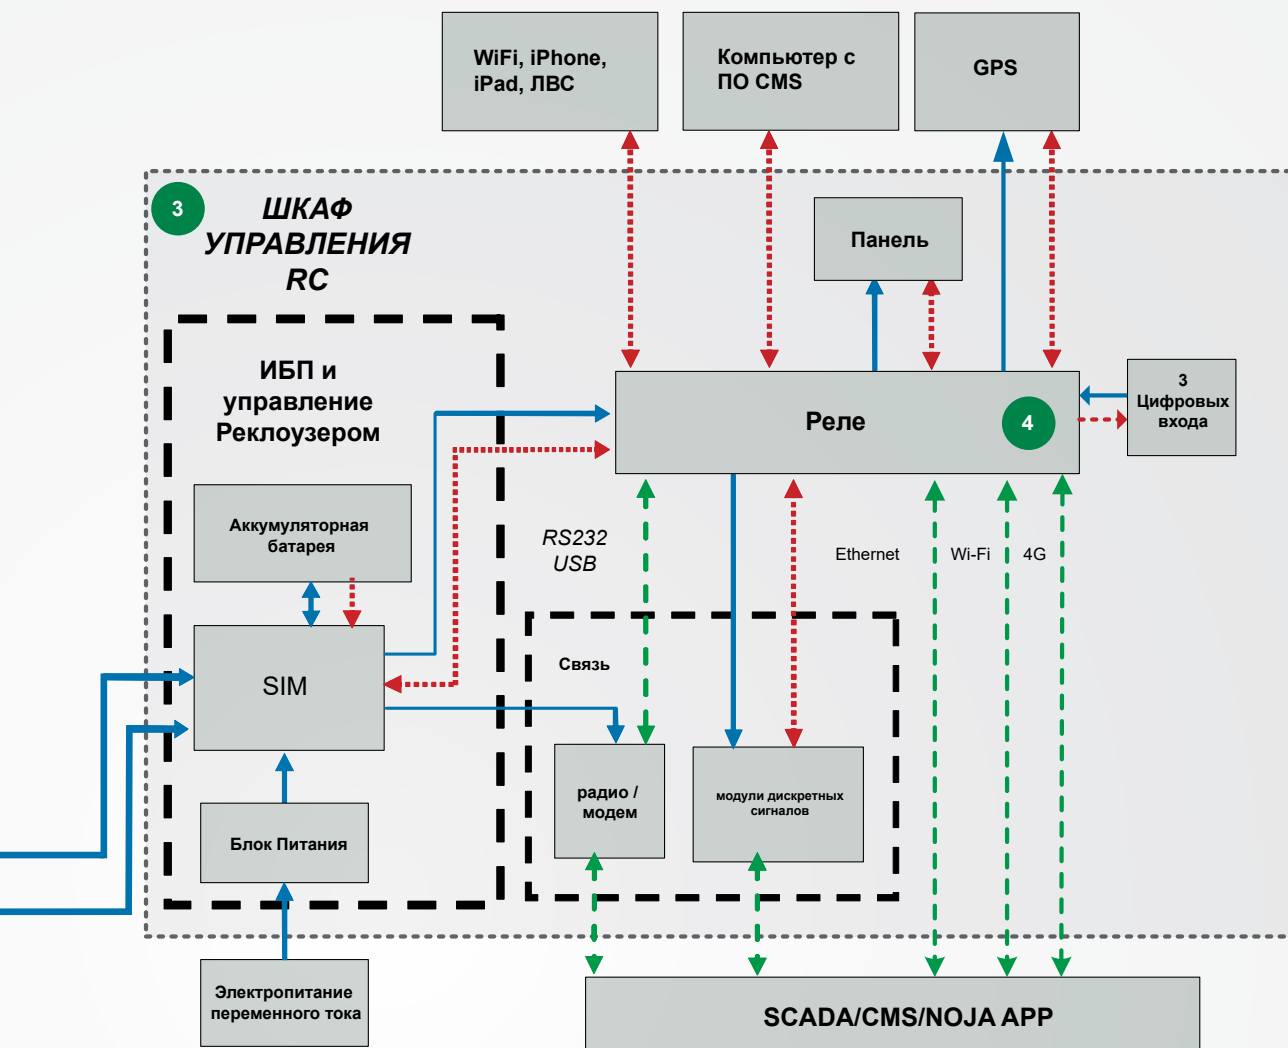 WiFi, iPhone,
iPad, ЛВС
Компьютер с
ПО CMS
GPS
3
ШКАФ
УПРАВЛЕНИЯ
RC
Панель
ИБП и
управление
Реклоузером
Реле
4
3
Цифровых
входа
Аккумуляторная
батарея
RS232
USB
Ethernet
Wi-Fi
4G
Связь
SIM
радио /
модем
модули дискретных
сигналов
Блок Питания
Электропитание
переменного тока
SCADA/CMS/NOJA APP